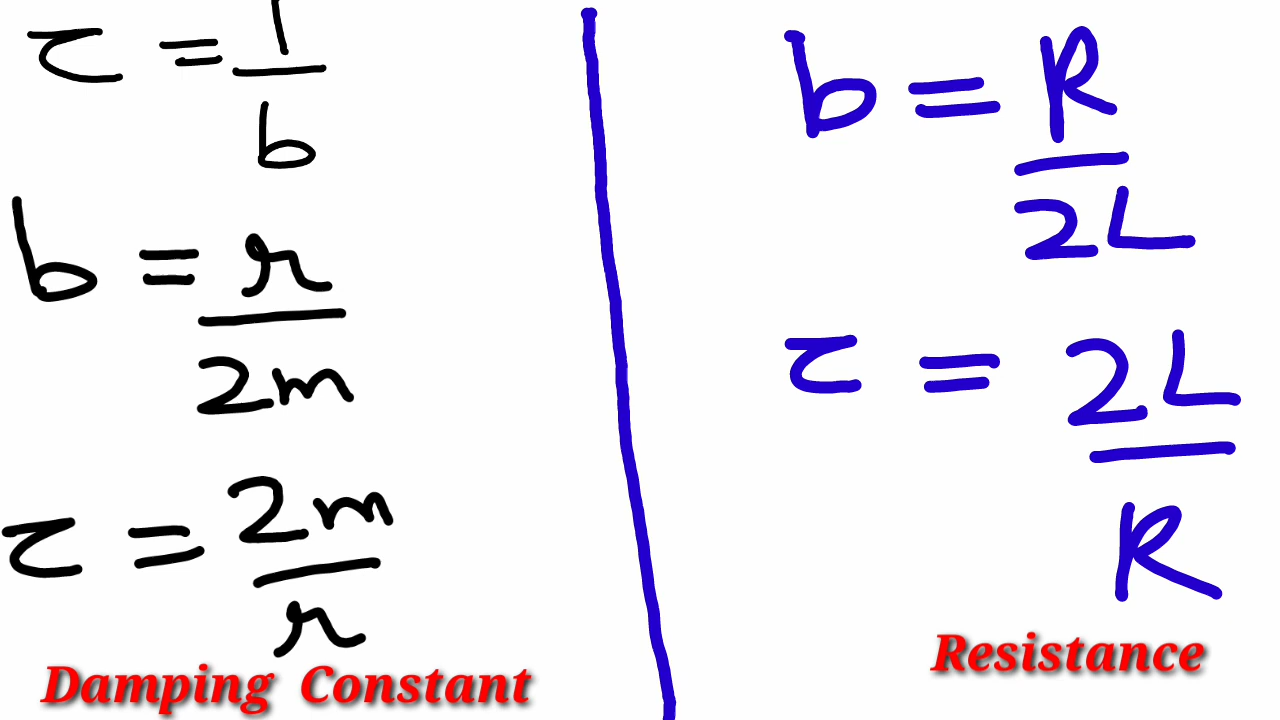 τ = 1/b
b = r/2m
τ = 2m/r
Damping Constant
b = R/2L
τ = 2L/R
Resistance